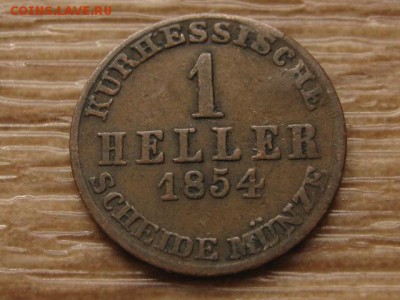 COINS.LAVE.RU
KURHESSISCHE
1
HELLER
1854
SCHEIDE MÜNZE